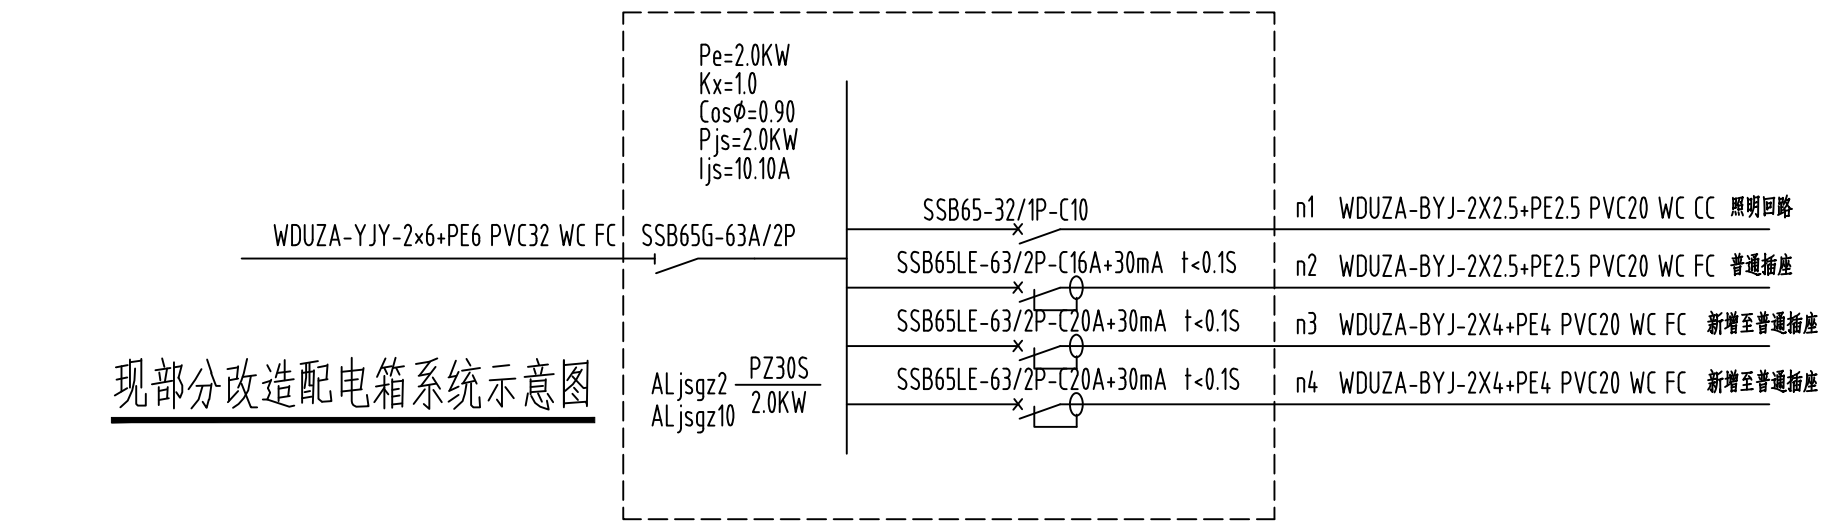 Pe=2.0KW
Kx=1.0
CosØ=0.90
Pjs=2.0KW
Ijs=10.10A
WDUZA-YJY-2×6+PE6 PVC32 WC FC
SSB65G-63A/2P
SSB65-32/1P-C10
n1 WDUZA-BYJ-2X2.5+PE2.5 PVC20 WC CC 照明回路
SSB65LE-63/2P-C16A+30mA t<0.1S
n2 WDUZA-BYJ-2X2.5+PE2.5 PVC20 WC FC 普通插座
SSB65LE-63/2P-C20A+30mA t<0.1S
n3 WDUZA-BYJ-2X4+PE4 PVC20 WC FC 新增至普通插座
SSB65LE-63/2P-C20A+30mA t<0.1S
n4 WDUZA-BYJ-2X4+PE4 PVC20 WC FC 新增至普通插座
ALjsgz2
ALjsgz10
PZ30S
2.0KW
现部分改造配电箱系统示意图